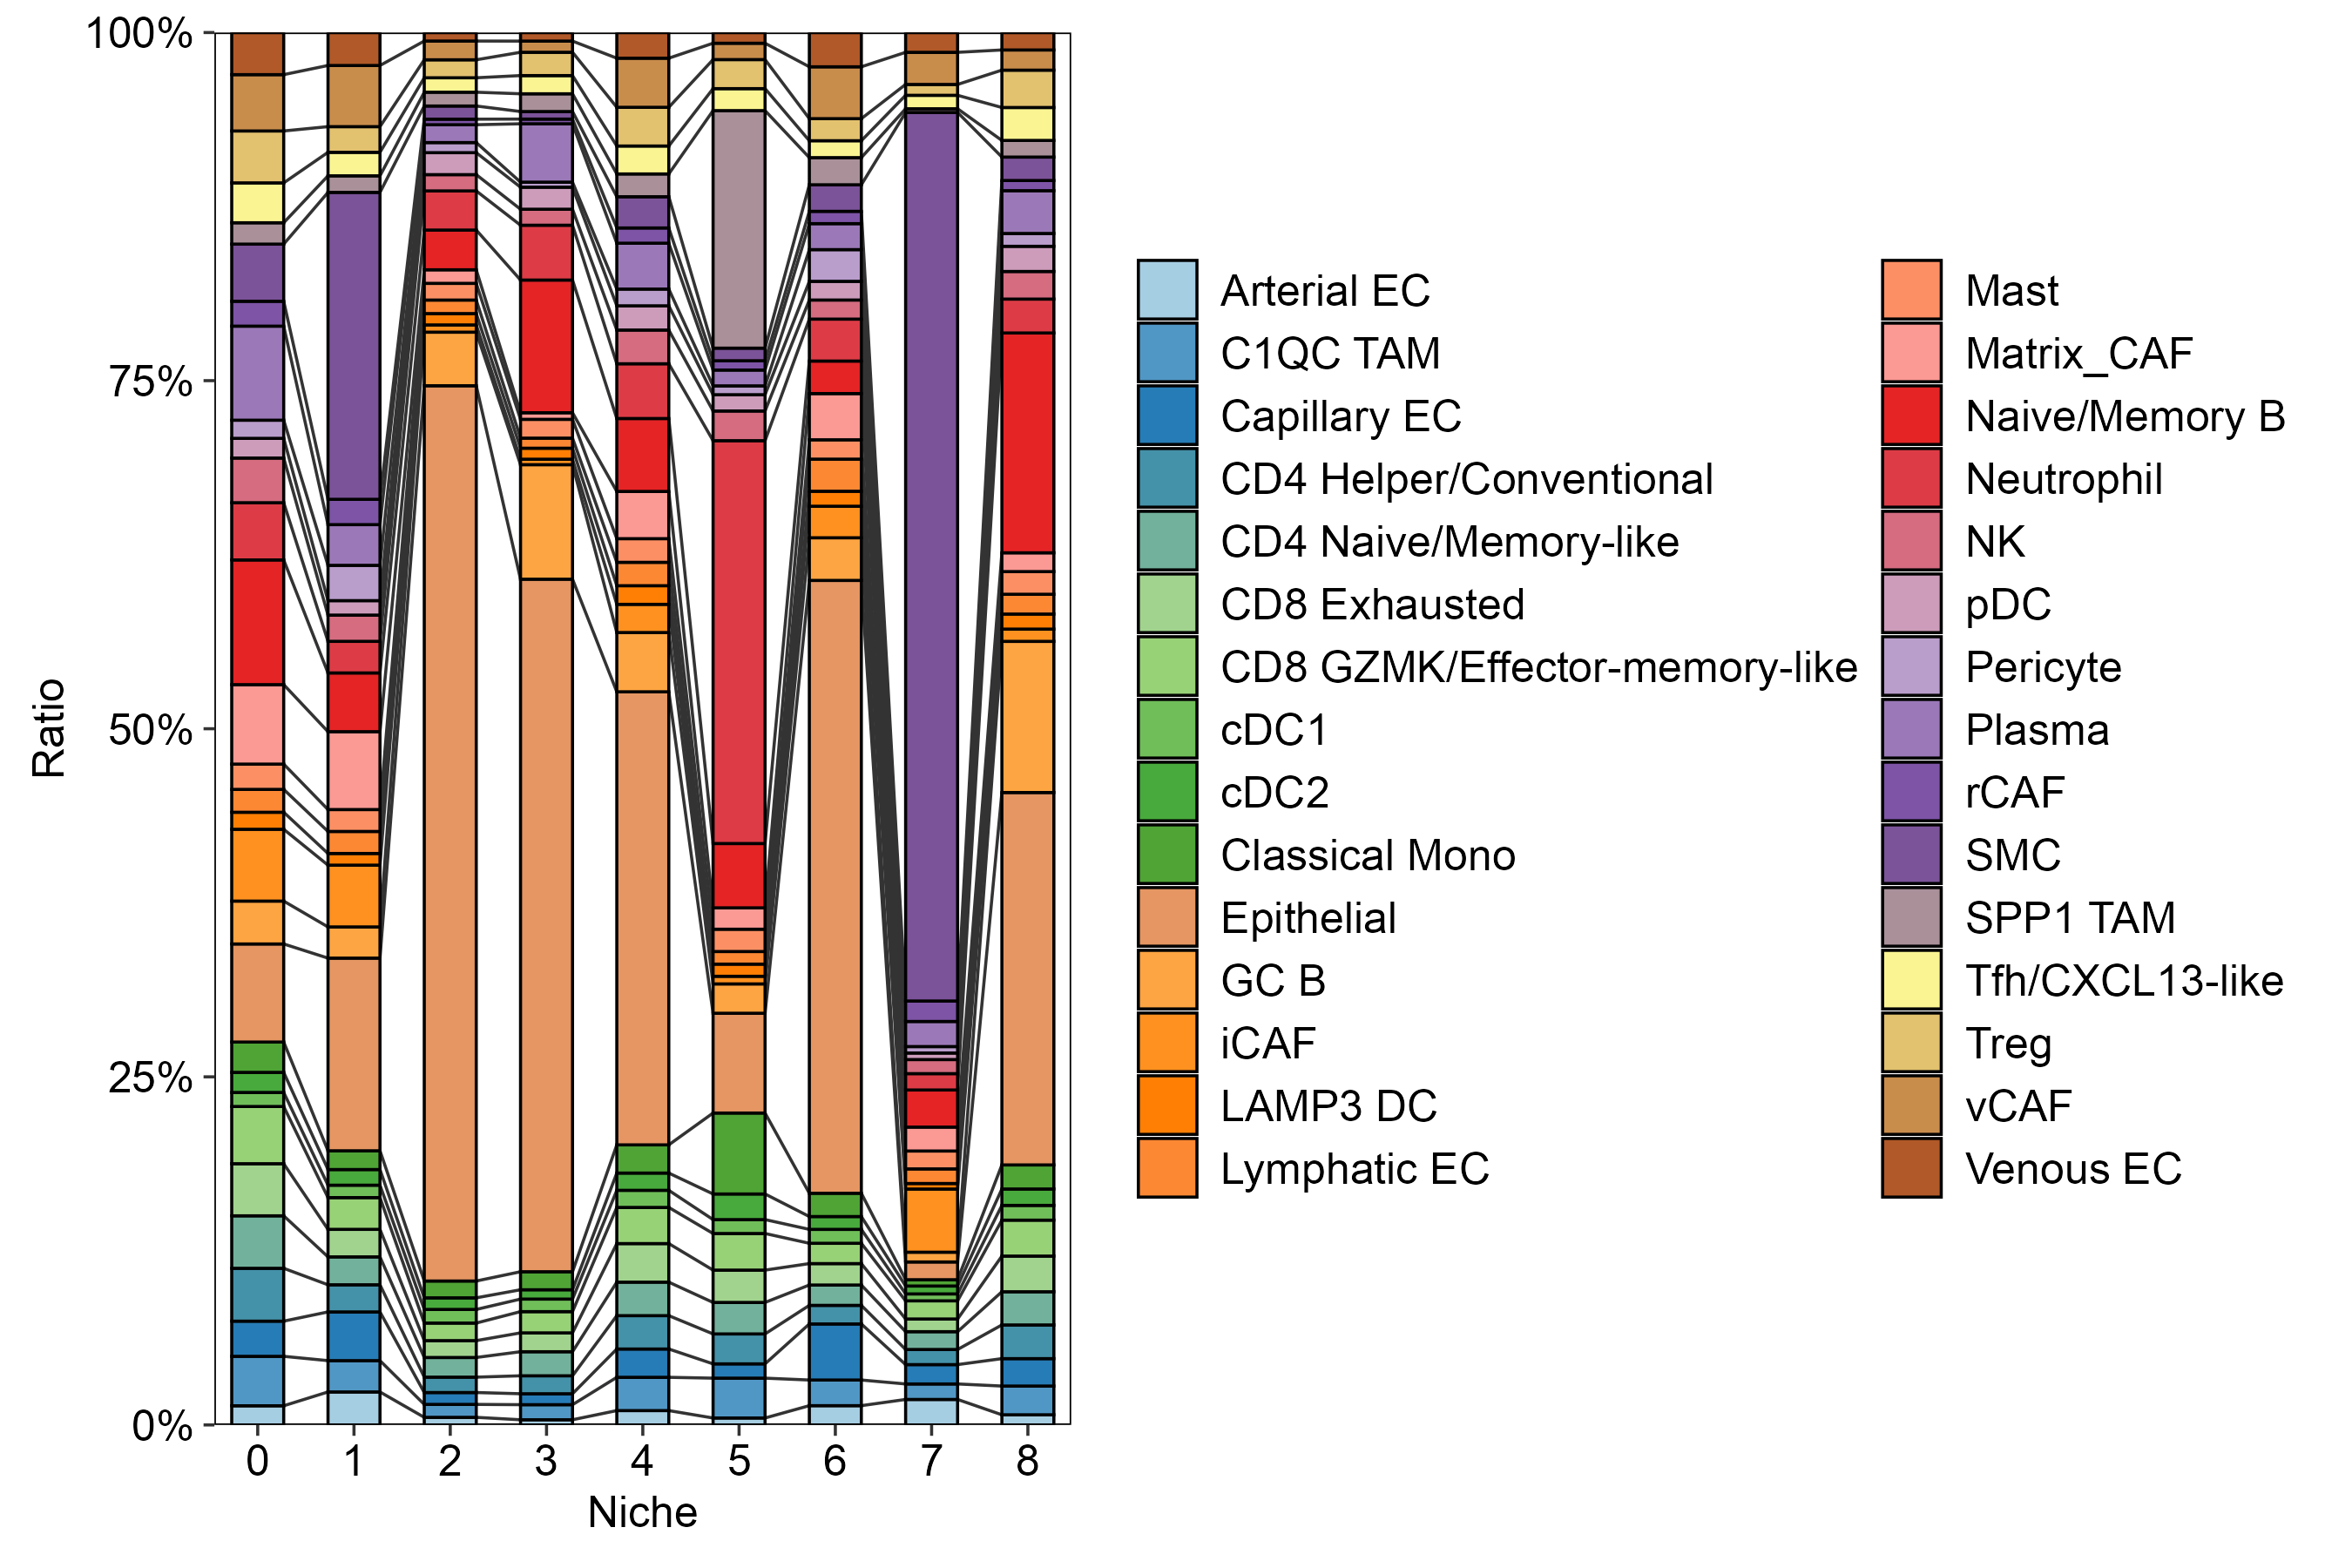 100%
75%
50%
25%
0%
Ratio
0 1 2 3 4 5 6 7 8
Niche
Arterial EC
C1QC TAM
Capillary EC
CD4 Helper/Conventional
CD4 Naive/Memory-like
CD8 Exhausted
CD8 GZMK/Effector-memory-like
cDC1
cDC2
Classical Mono
Epithelial
GC B
iCAF
LAMP3 DC
Lymphatic EC
Mast
Matrix_CAF
Naive/Memory B
Neutrophil
NK
pDC
Pericyte
Plasma
rCAF
SMC
SPP1 TAM
Tfh/CXCL13-like
Treg
vCAF
Venous EC